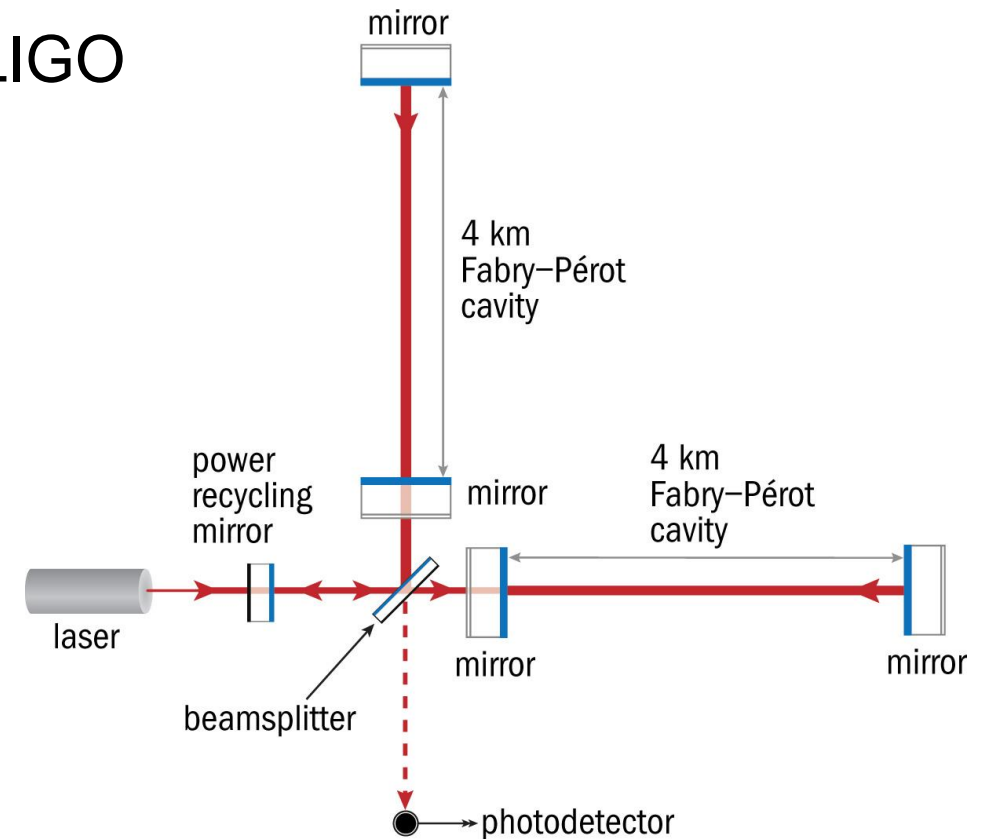 LIGO
mirror
4 km
Fabry–Pérot
cavity
power
recycling
mirror
mirror
4 km
Fabry–Pérot
cavity
laser
mirror
mirror
beamsplitter
photodetector